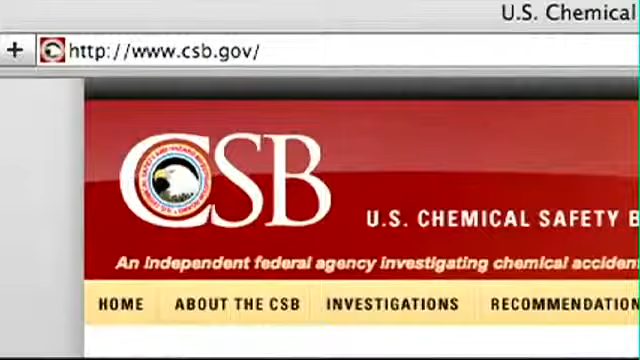 U.S. Chemical
http://www.csb.gov/
CSB
U.S. CHEMICAL SAFETY B
An independent federal agency investigating chemical acciden
HOME ABOUT THE CSB INVESTIGATIONS RECOMMENDATION